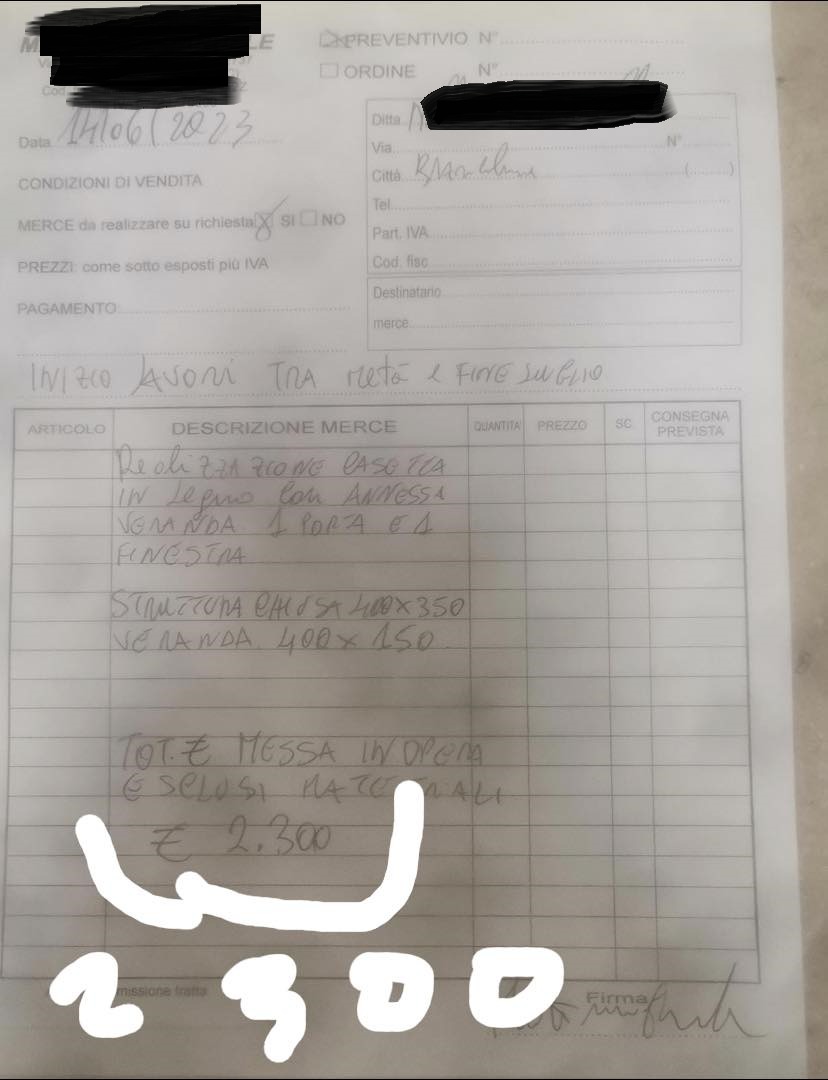 PREVENTIVIO N°
ORDINE N°
Data 14/06/2023
Ditta
Via N°
Città (........)
CONDIZIONI DI VENDITA
Tel.
MERCE da realizzare su richiesta X SI NO
Part. IVA
PREZZI: come sotto esposti più IVA
Cod. fisc
Destinatario
PAGAMENTO:
merce
INIZIO LAVORI TRA metà e FINE LUGLIO
ARTICOLO DESCRIZIONE MERCE QUANTITÀ PREZZO SC. CONSEGNA PREVISTA
ReaLIZZAZIONE CASETTA
IN Legno Con ANNESSA
VERANDA 1 PORTA E 1
FINESTRA
STRUTTURA CHIUSA 400x350
VERANDA 400x150
TOT. € MESSA IN OPERA
ESCLUSI MATERIALI
€ 2.300
2300
missione tratta
Firma